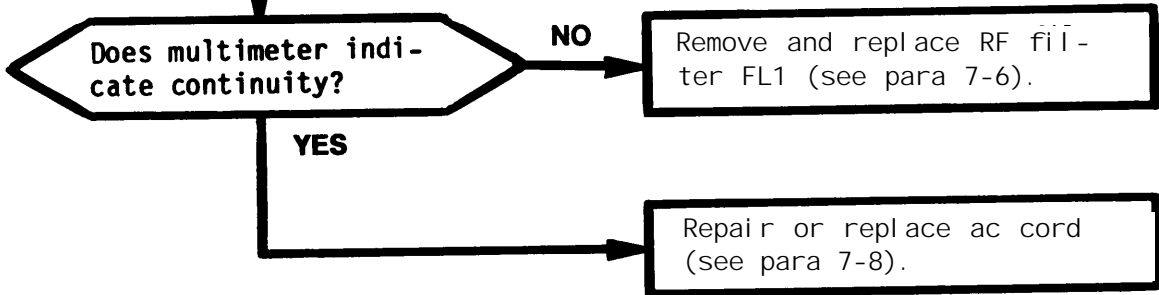 Does multimeter indi-
cate continuity?
NO
Remove and replace RF fil-
ter FL1 (see para 7-6).
YES
Repair or replace ac cord
(see para 7-8).